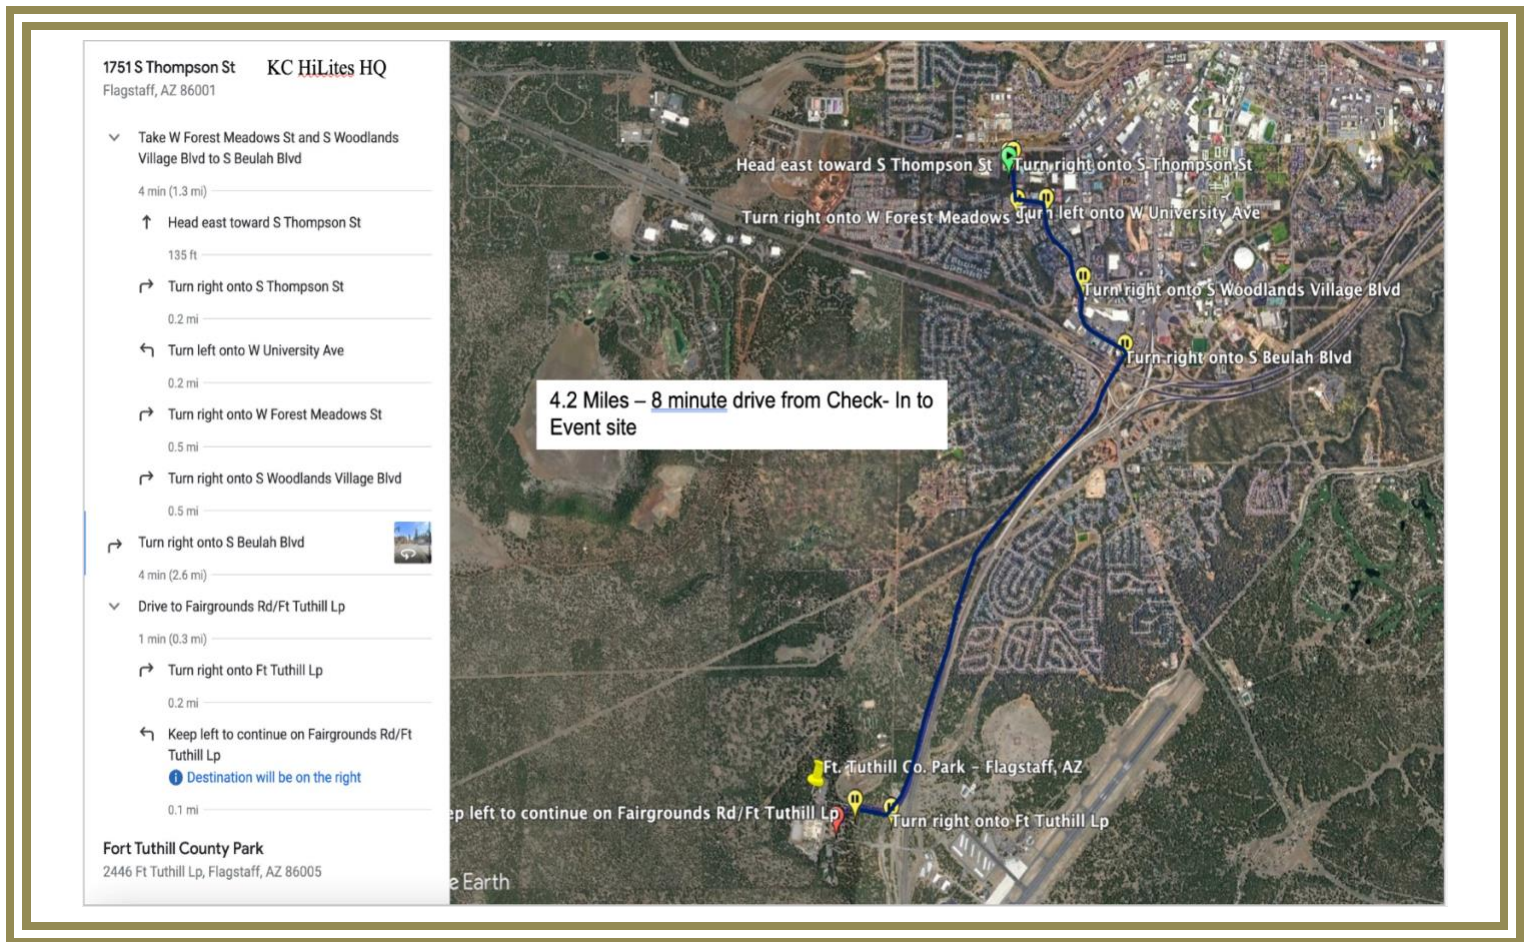 1751 S Thompson St KC HiLites HQ
Flagstaff, AZ 86001
Take W Forest Meadows St and S Woodlands
Village Blvd to S Beulah Blvd
4 min (1.3 mi)
Head east toward S Thompson St
135 ft
Turn right onto S Thompson St
0.2 mi
Turn left onto W University Ave
0.2 mi
Turn right onto W Forest Meadows St
0.5 mi
Turn right onto S Woodlands Village Blvd
0.5 mi
Turn right onto S Beulah Blvd
4 min (2.6 mi)
Drive to Fairgrounds Rd/Ft Tuthill Lp
1 min (0.3 mi)
Turn right onto Ft Tuthill Lp
0.2 mi
Keep left to continue on Fairgrounds Rd/Ft
Tuthill Lp
Destination will be on the right
0.1 mi
Fort Tuthill County Park
2446 Ft Tuthill Lp, Flagstaff, AZ 86005
Head east toward S Thompson St
Turn right onto S Thompson St
Turn right onto W Forest Meadows St
Turn left onto W University Ave
Turn right onto S Woodlands Village Blvd
Turn right onto S Beulah Blvd
4.2 Miles – 8 minute drive from Check- In to
Event site
Ft. Tuthill Co. Park – Flagstaff, AZ
ep left to continue on Fairgrounds Rd/Ft Tuthill Lp
Turn right onto Ft Tuthill Lp
e Earth